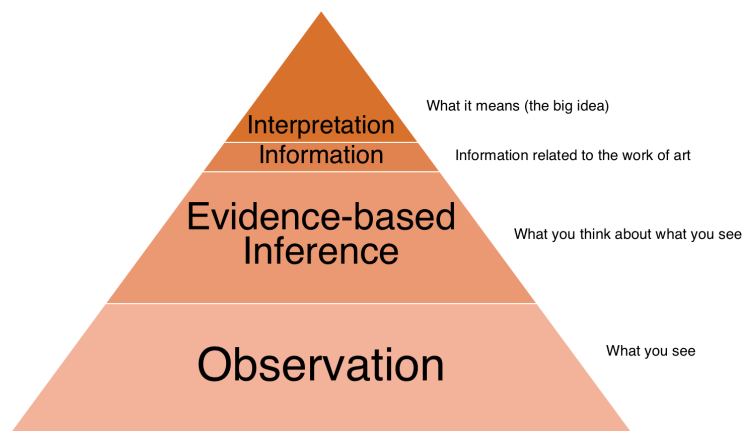 What it means (the big idea)
Interpretation
Information
Information related to the work of art
Evidence-based
Inference
What you think about what you see
Observation
What you see